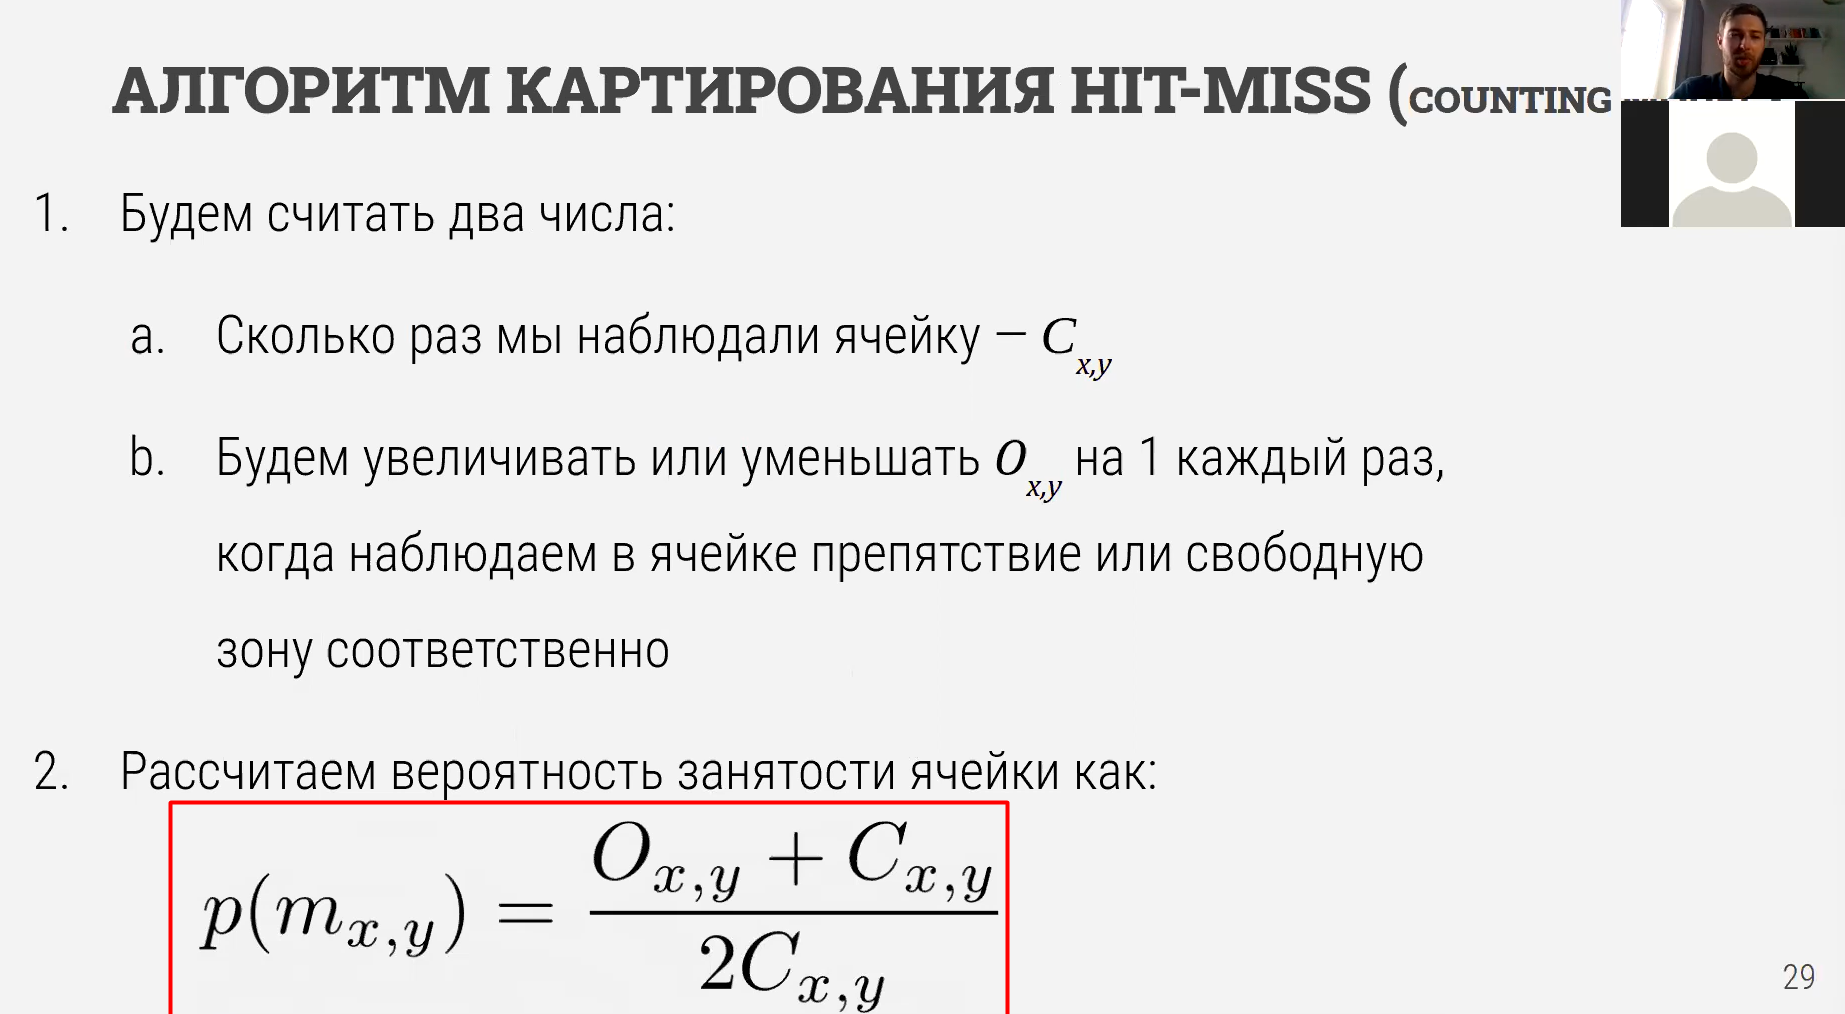 АЛГОРИТМ КАРТИРОВАНИЯ HIT-MISS (COUNTING
1. Будем считать два числа:
a. Сколько раз мы наблюдали ячейку – C_{x,y}
b. Будем увеличивать или уменьшать O_{x,y} на 1 каждый раз,
когда наблюдаем в ячейке препятствие или свободную
зону соответственно
2. Рассчитаем вероятность занятости ячейки как:
p(m_{x,y}) = \frac{O_{x,y} + C_{x,y}}{2C_{x,y}}
29